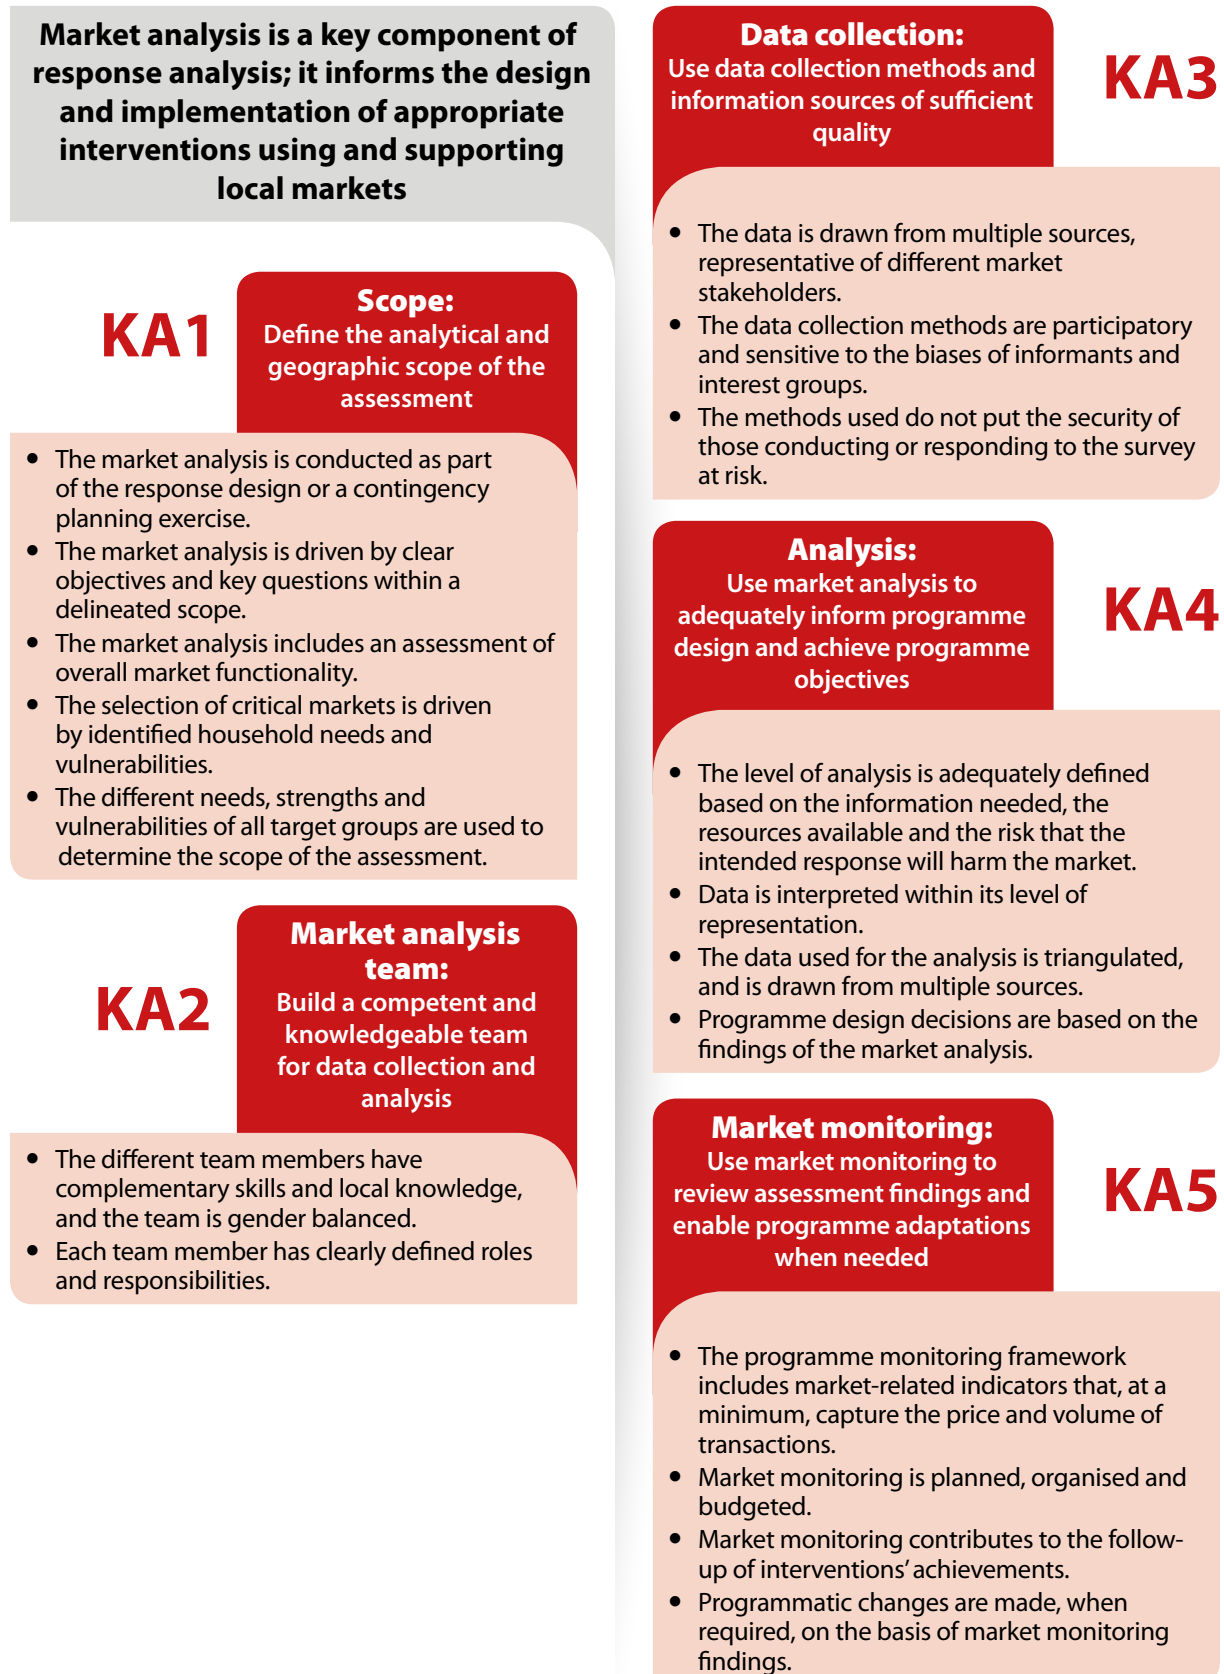 Market analysis is a key component of
response analysis; it informs the design
and implementation of appropriate
interventions using and supporting
local markets
KA1
Scope:
Define the analytical and
geographic scope of the
assessment
• The market analysis is conducted as part
of the response design or a contingency
planning exercise.
• The market analysis is driven by clear
objectives and key questions within a
delineated scope.
• The market analysis includes an assessment of
overall market functionality.
• The selection of critical markets is driven
by identified household needs and
vulnerabilities.
• The different needs, strengths and
vulnerabilities of all target groups are used to
determine the scope of the assessment.
KA2
Market analysis
team:
Build a competent and
knowledgeable team
for data collection and
analysis
• The different team members have
complementary skills and local knowledge,
and the team is gender balanced.
• Each team member has clearly defined roles
and responsibilities.
Data collection:
Use data collection methods and
information sources of sufficient
quality
KA3
• The data is drawn from multiple sources,
representative of different market
stakeholders.
• The data collection methods are participatory
and sensitive to the biases of informants and
interest groups.
• The methods used do not put the security of
those conducting or responding to the survey
at risk.
Analysis:
Use market analysis to
adequately inform programme
design and achieve programme
objectives
KA4
• The level of analysis is adequately defined
based on the information needed, the
resources available and the risk that the
intended response will harm the market.
• Data is interpreted within its level of
representation.
• The data used for the analysis is triangulated,
and is drawn from multiple sources.
• Programme design decisions are based on the
findings of the market analysis.
Market monitoring:
Use market monitoring to
review assessment findings and
enable programme adaptations
when needed
KA5
• The programme monitoring framework
includes market-related indicators that, at a
minimum, capture the price and volume of
transactions.
• Market monitoring is planned, organised and
budgeted.
• Market monitoring contributes to the follow-
up of interventions’ achievements.
• Programmatic changes are made, when
required, on the basis of market monitoring
findings.